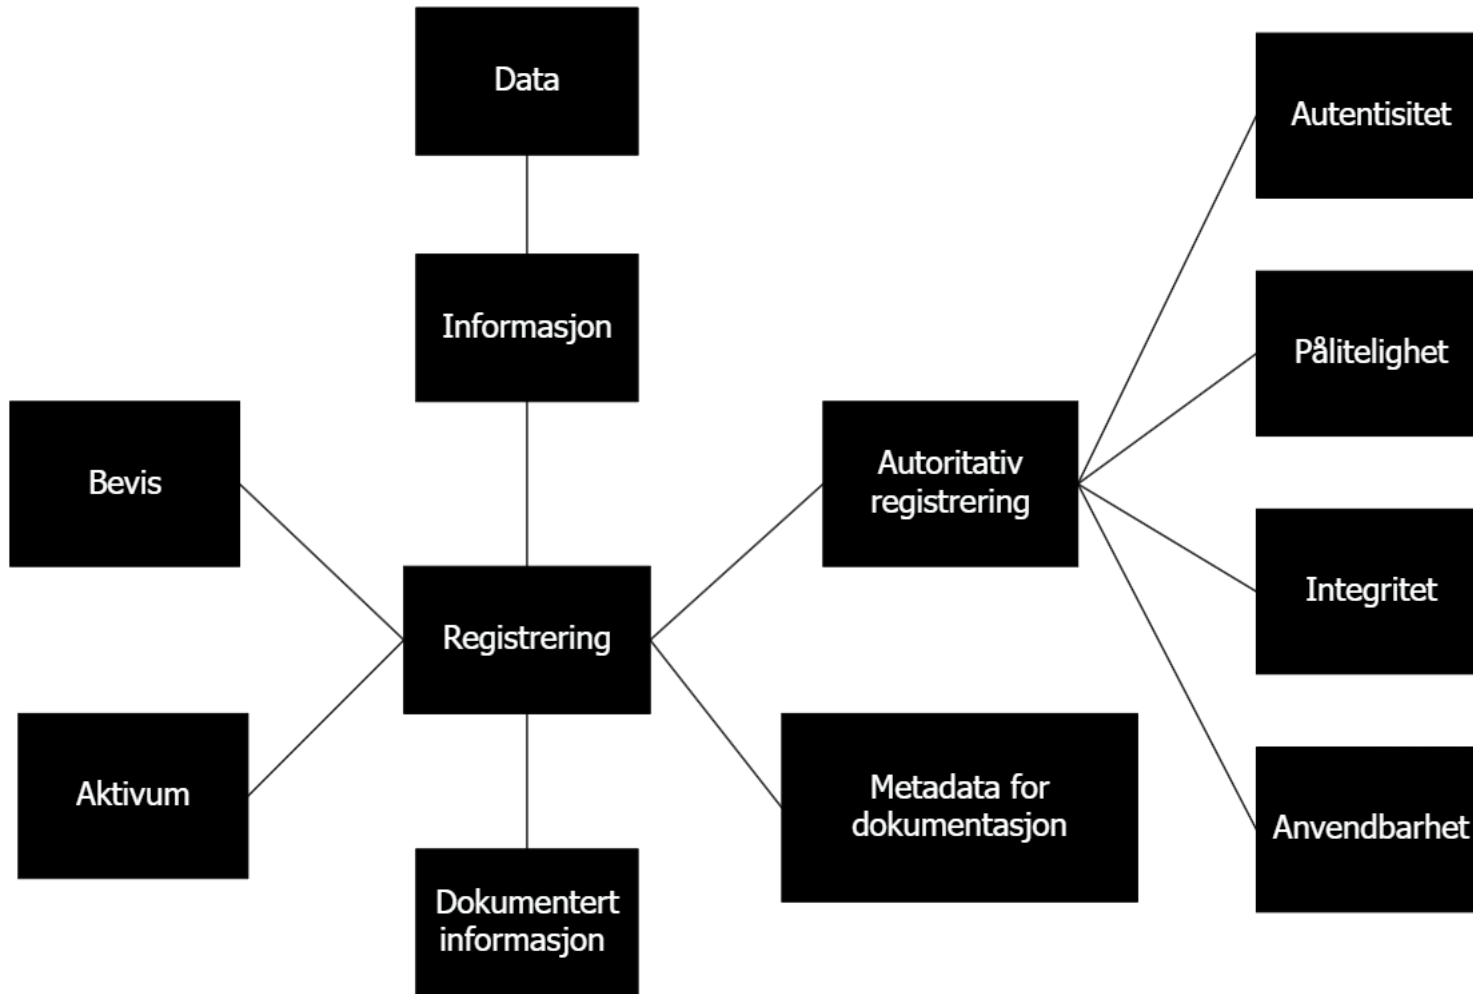 Data
Autentisitet
Informasjon
Pålitelighet
Bevis
Autoritativ
registrering
Integritet
Registrering
Aktivum
Metadata for
dokumentasjon
Anvendbarhet
Dokumentert
informasjon